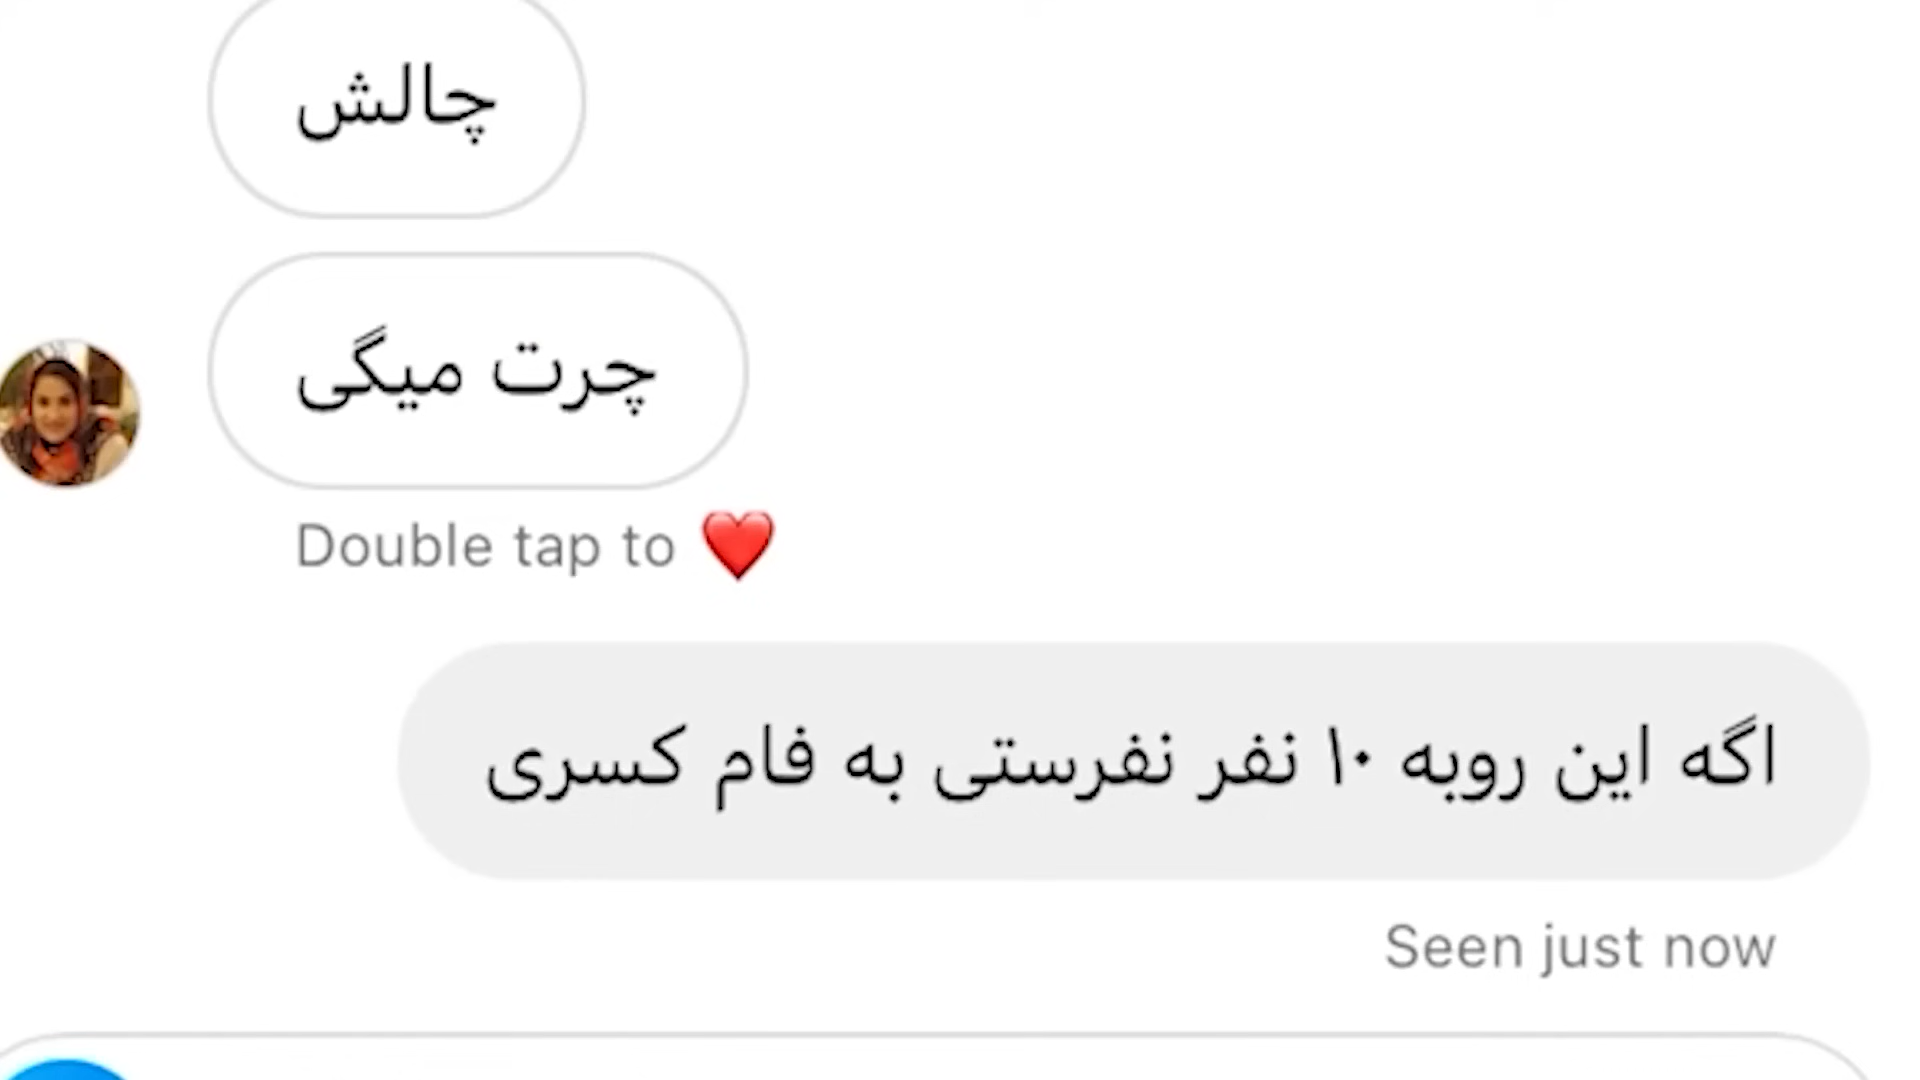 چالش
چرت میگی
Double tap to ❤️
اگه این روبه ۱۰ نفر نفرستی به فام کسری
Seen just now